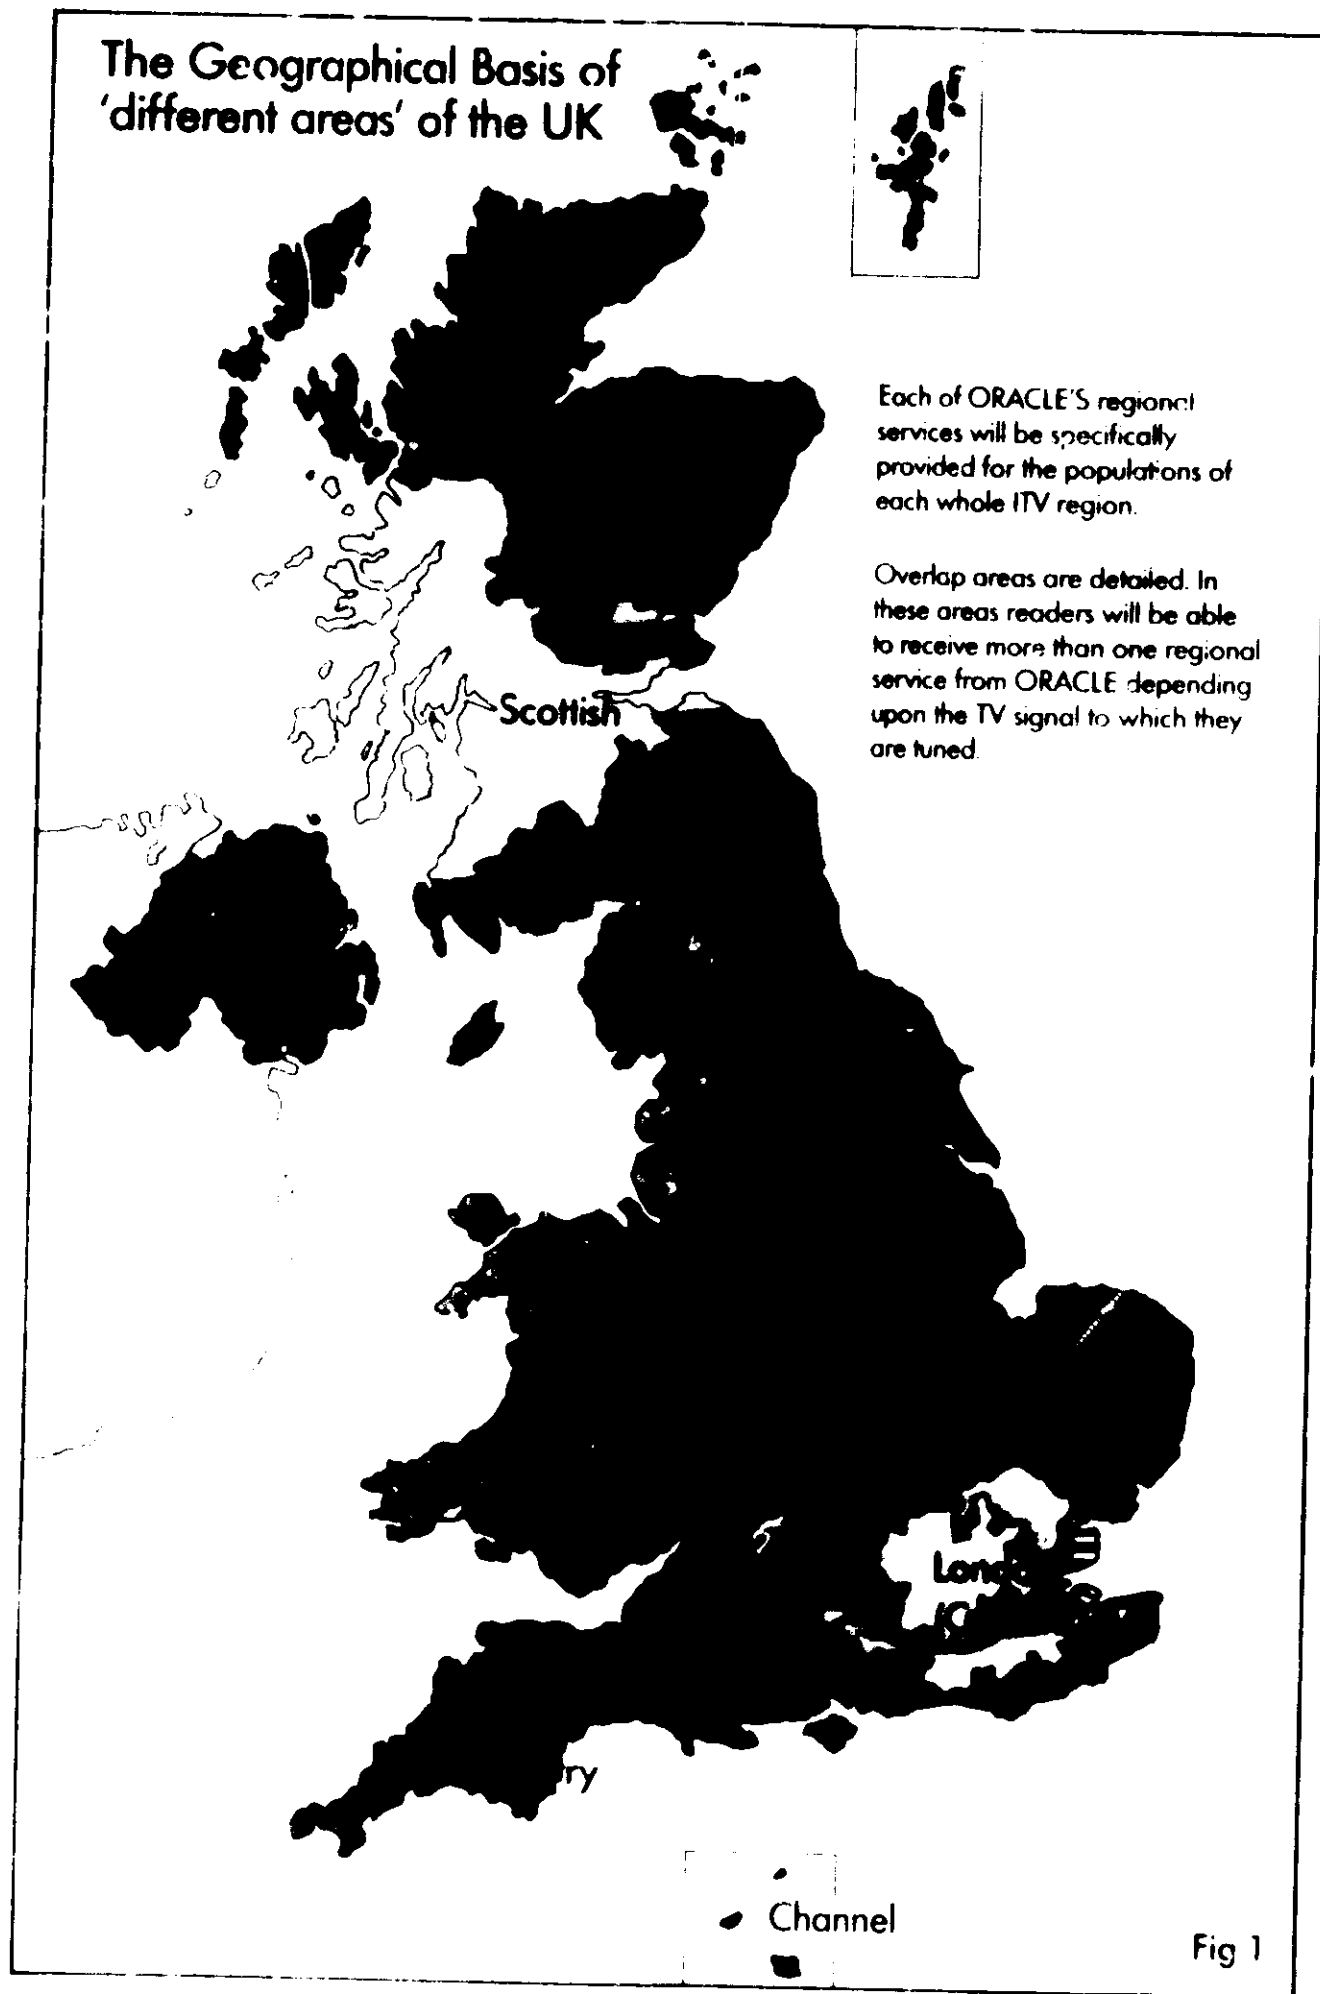 The Geographical Basis of
'different areas' of the UK
Each of ORACLE'S regional
services will be specifically
provided for the populations of
each whole ITV region.
Overlap areas are detailed. In
these areas readers will be able
to receive more than one regional
service from ORACLE depending
upon the TV signal to which they
are tuned.
Scottish
Channel
Fig 1